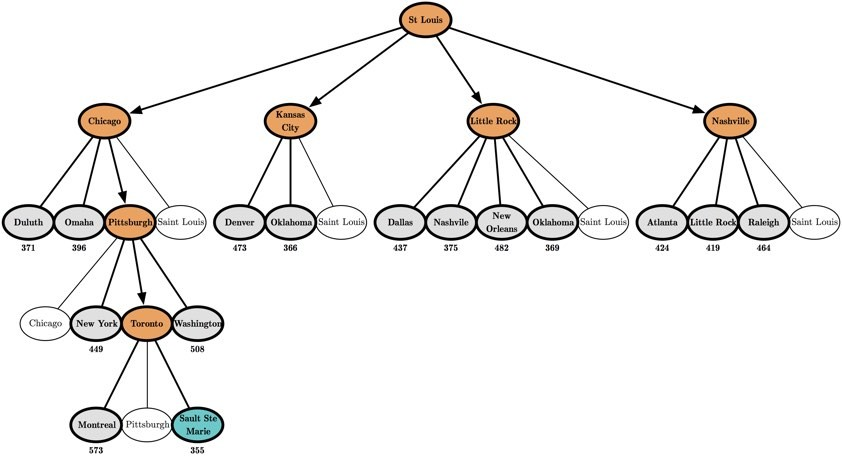 St Louis
Chicago
Kansas
City
Little Rock
Nashville
Duluth
Omaha
Pittsburgh
Saint Louis
Denver
Oklahoma
Saint Louis
Dallas
Nashvile
New
Orleans
Oklahoma
Saint Louis
Atlanta
Little Rock
Raleigh
Saint Louis
371
396
473
366
437
375
482
369
424
419
464
Chicago
New York
Toronto
Washington
449
508
Montreal
Pittsburgh
Sault Ste
Marie
573
355